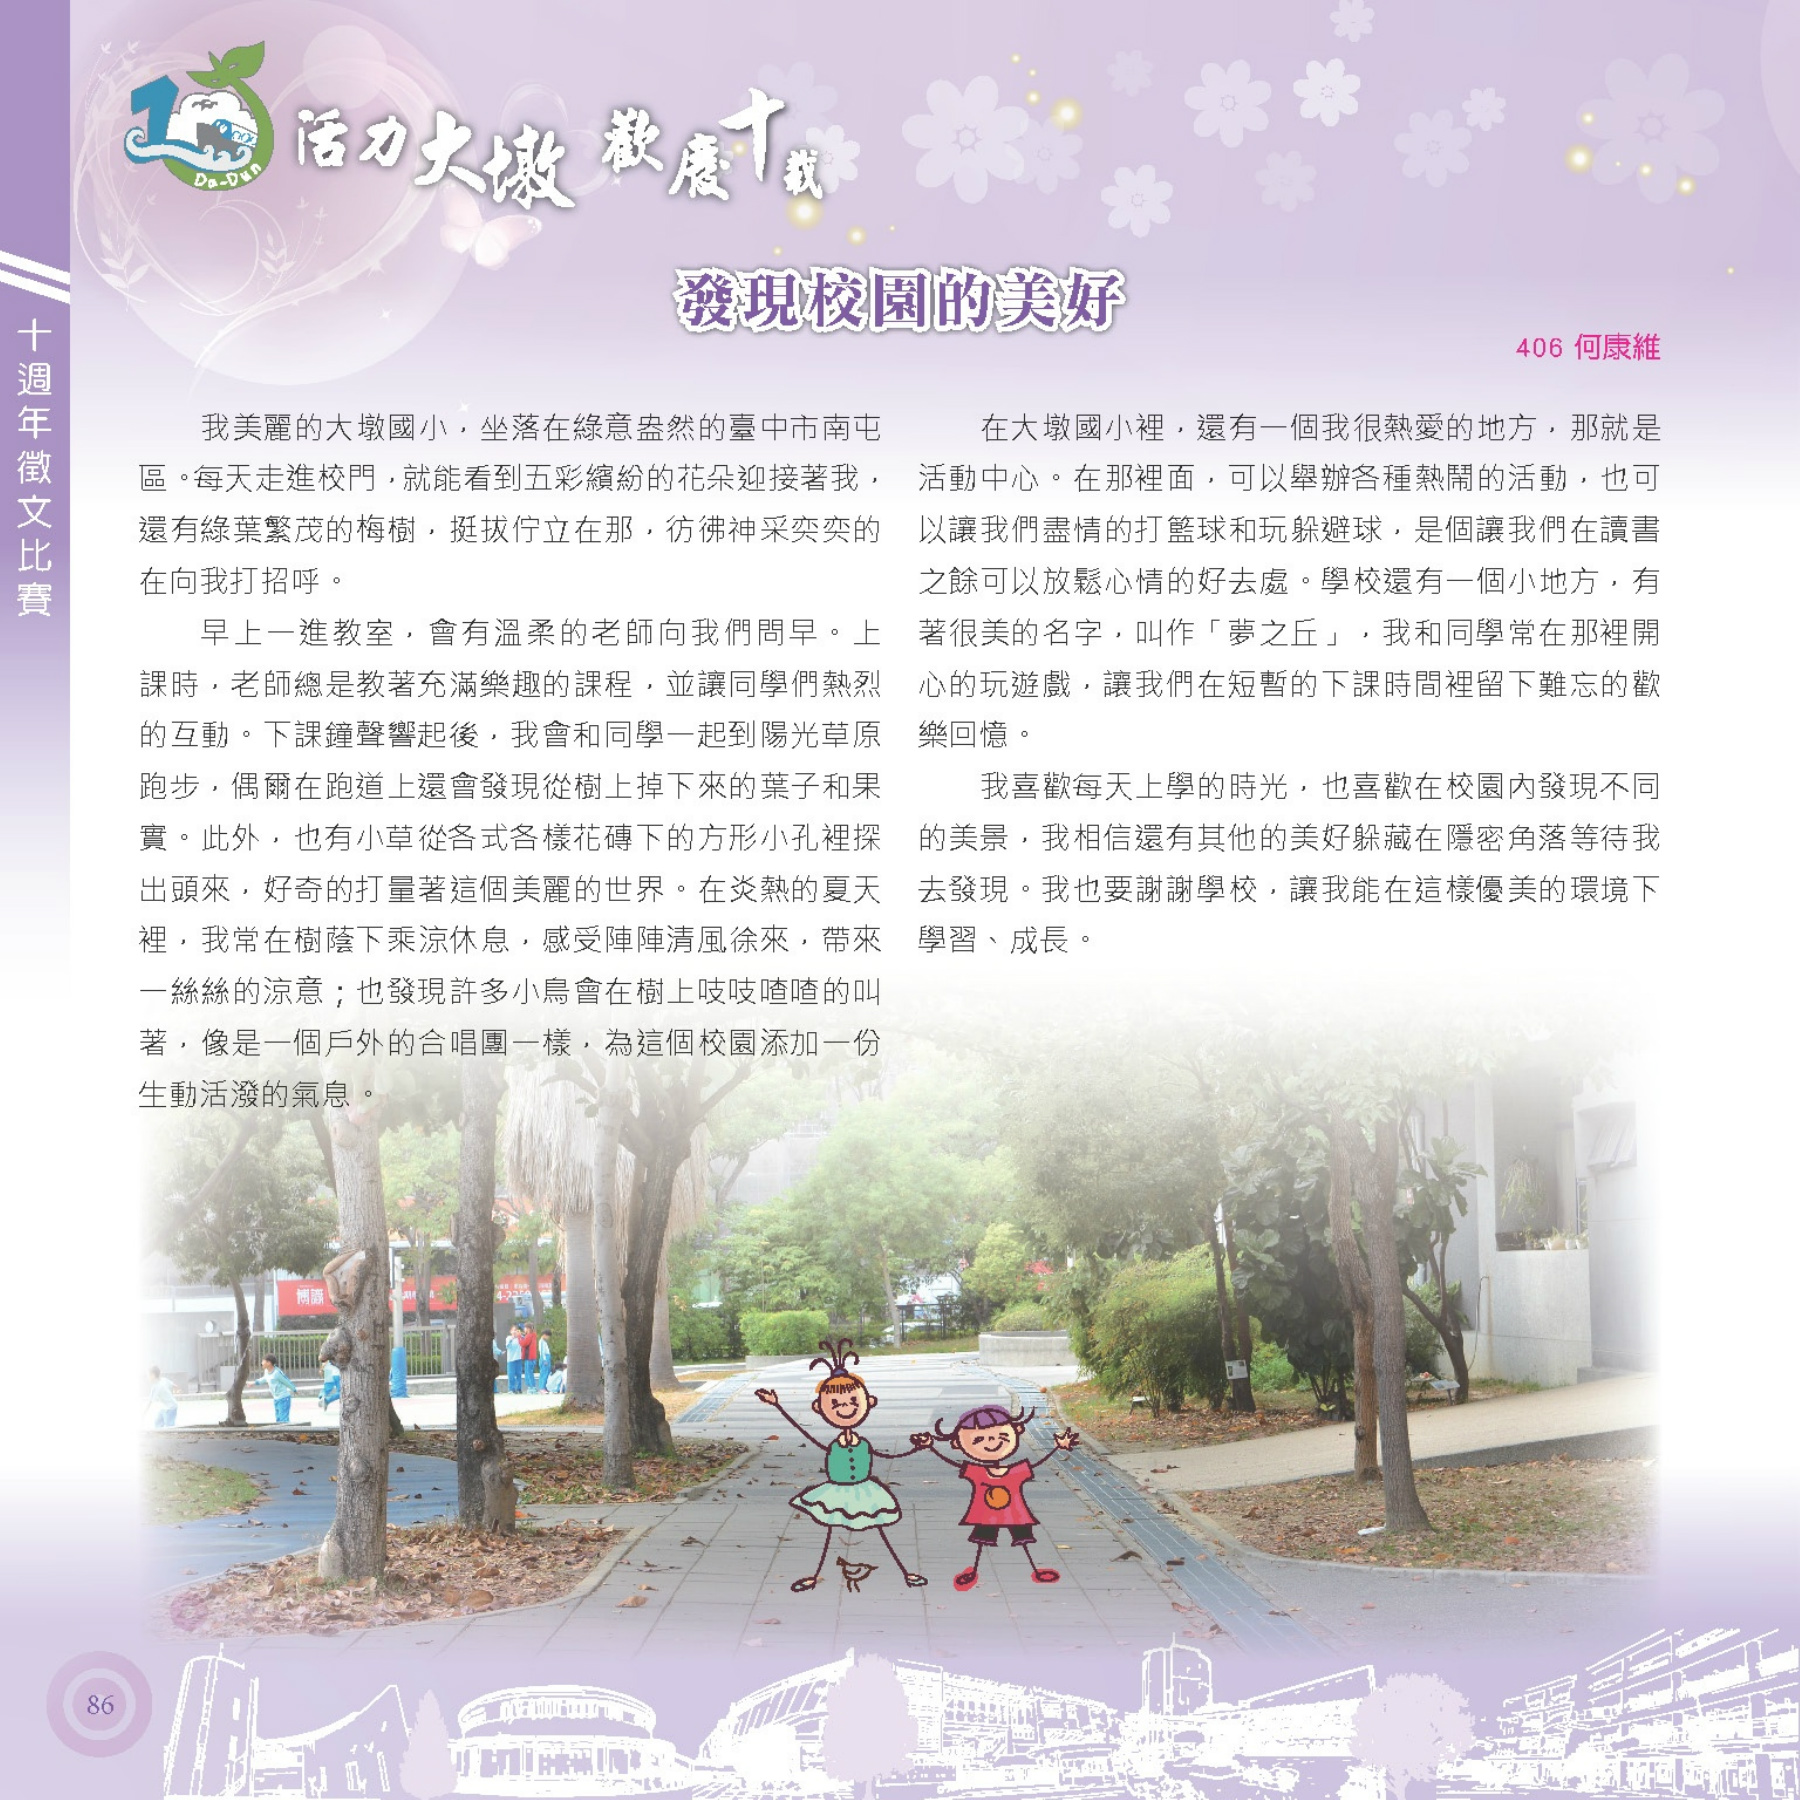 Da-Dun
活力大墩 歡慶十載
十週年徵文比賽
發現校園的美好
406 何康維
我美麗的大墩國小，坐落在綠意盎然的臺中市南屯
區。每天走進校門，就能看到五彩繽紛的花朵迎接著我，
還有綠葉繁茂的梅樹，挺拔佇立在那，彷彿神采奕奕的
在向我打招呼。
早上一進教室，會有溫柔的老師向我們問早。上
課時，老師總是教著充滿樂趣的課程，並讓同學們熱烈
的互動。下課鐘聲響起後，我會和同學一起到陽光草原
跑步，偶爾在跑道上還會發現從樹上掉下來的葉子和果
實。此外，也有小草從各式各樣花磚下的方形小孔裡探
出頭來，好奇的打量著這個美麗的世界。在炎熱的夏天
裡，我常在樹蔭下乘涼休息，感受陣陣清風徐來，帶來
一絲絲的涼意；也發現許多小鳥會在樹上吱吱喳喳的叫
著，像是一個戶外的合唱團一樣，為這個校園添加一份
生動活潑的氣息。
在大墩國小裡，還有一個我很熱愛的地方，那就是
活動中心。在那裡面，可以舉辦各種熱鬧的活動，也可
以讓我們盡情的打籃球和玩躲避球，是個讓我們在讀書
之餘可以放鬆心情的好去處。學校還有一個小地方，有
著很美的名字，叫作「夢之丘」，我和同學常在那裡開
心的玩遊戲，讓我們在短暫的下課時間裡留下難忘的歡
樂回憶。
我喜歡每天上學的時光，也喜歡在校園內發現不同
的美景，我相信還有其他的美好躲藏在隱密角落等待我
去發現。我也要謝謝學校，讓我能在這樣優美的環境下
學習、成長。
86